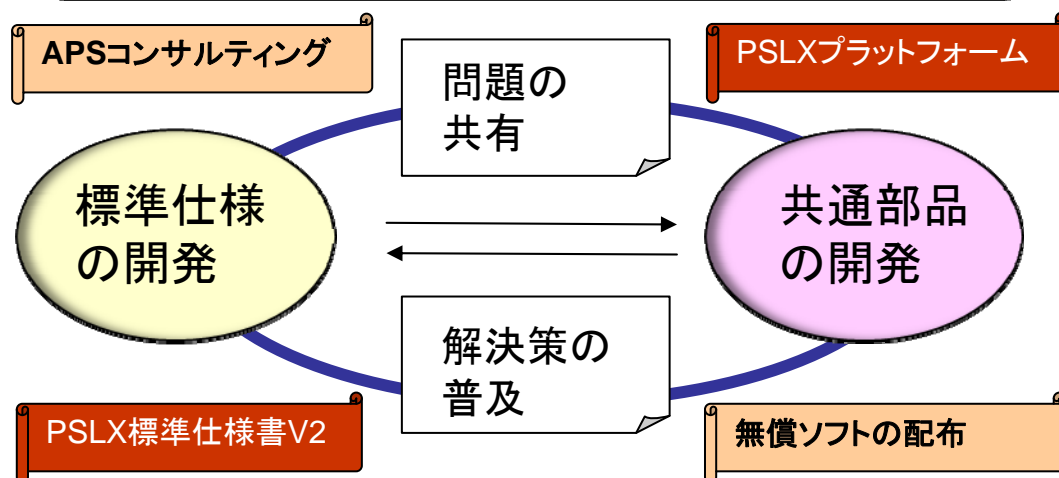 APSコンサルティング
PSLXプラットフォーム
問題の
共有
標準仕様
の開発
共通部品
の開発
解決策の
普及
PSLX標準仕様書V2
無償ソフトの配布